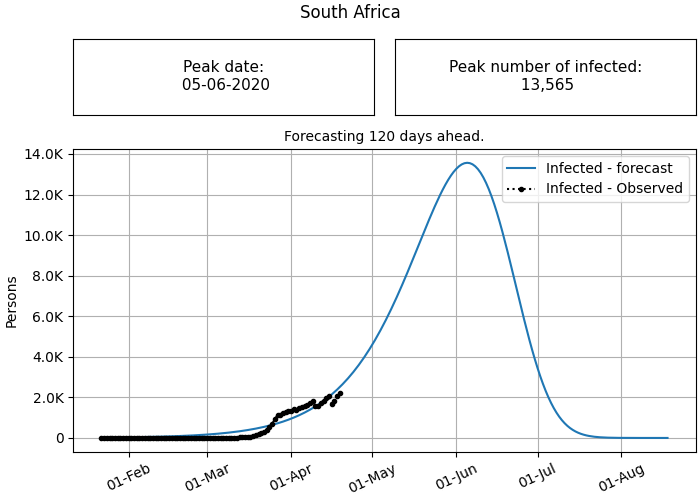 South Africa
Peak date:
05-06-2020
Peak number of infected:
13,565
Forecasting 120 days ahead.
14.0K
12.0K
10.0K
8.0K
6.0K
4.0K
2.0K
0
Persons
Infected - forecast
Infected - Observed
01-Feb
01-Mar
01-Apr
01-May
01-Jun
01-Jul
01-Aug